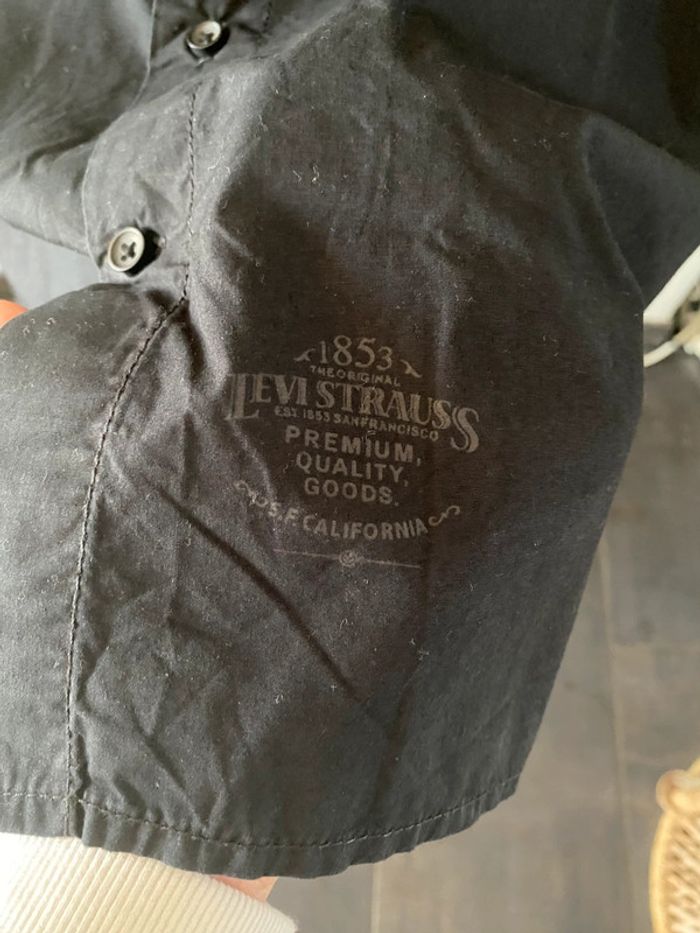 1853
THE ORIGINAL
LEVI STRAUSS
EST. 1853 SAN FRANCISCO
PREMIUM,
QUALITY,
GOODS.
S.F. CALIFORNIA